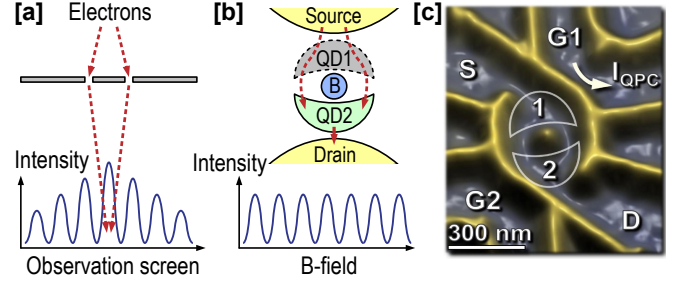 [a]
Electrons
Intensity
Observation screen
[b]
Source
QD1
B
QD2
Drain
Intensity
B-field
[c]
G1
I_QPC
S
1
2
G2
D
300 nm